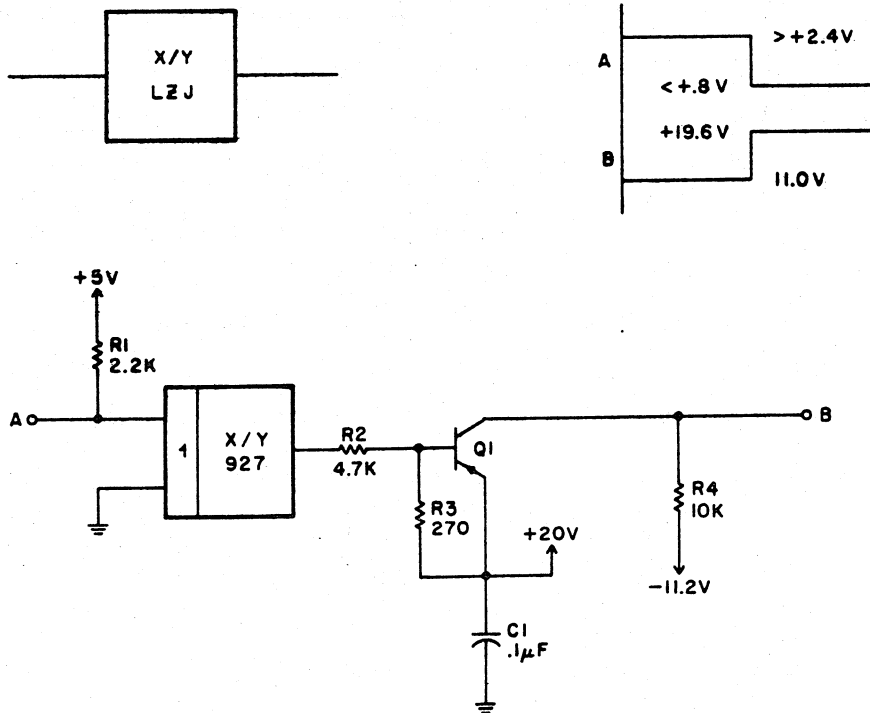 X/Y
LZJ
A
>+2.4V
<+.8V
+19.6V
B
11.0V
+5V
R1
2.2K
A
1
X/Y
927
R2
4.7K
Q1
B
R3
270
+20V
R4
10K
-11.2V
C1
.1μF